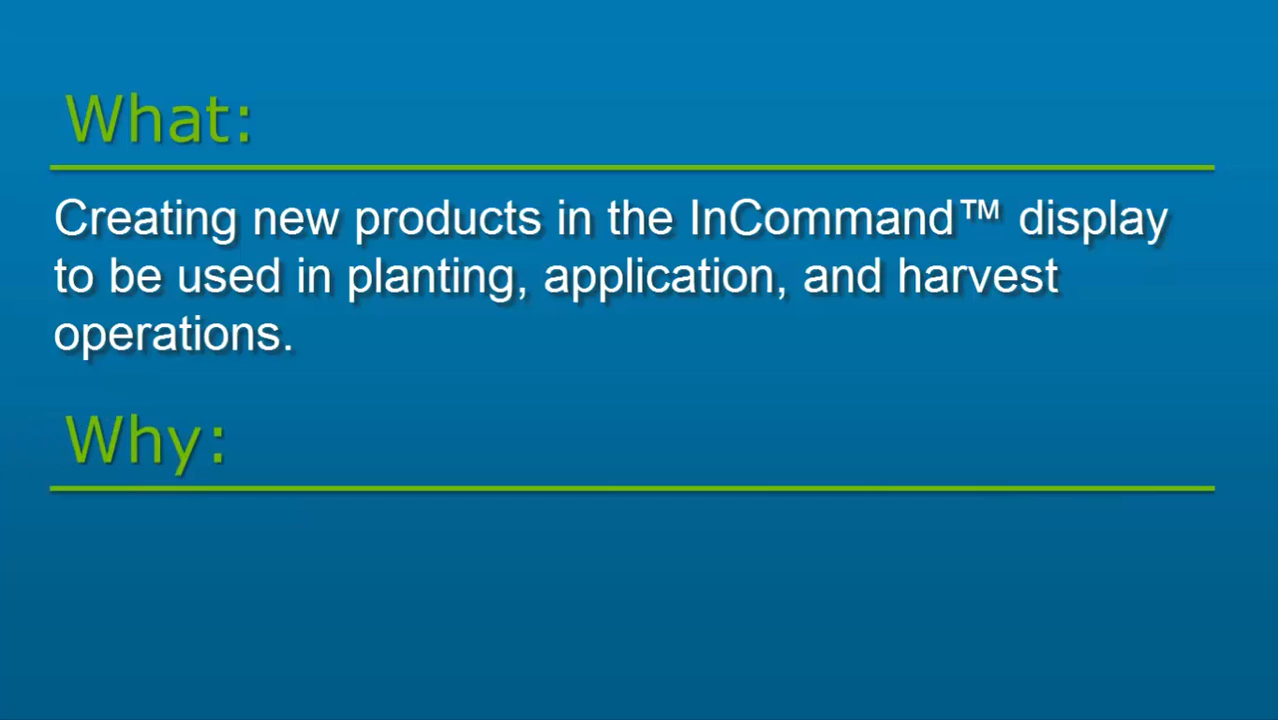 What:
Creating new products in the InCommand™ display
to be used in planting, application, and harvest
operations.
Why: